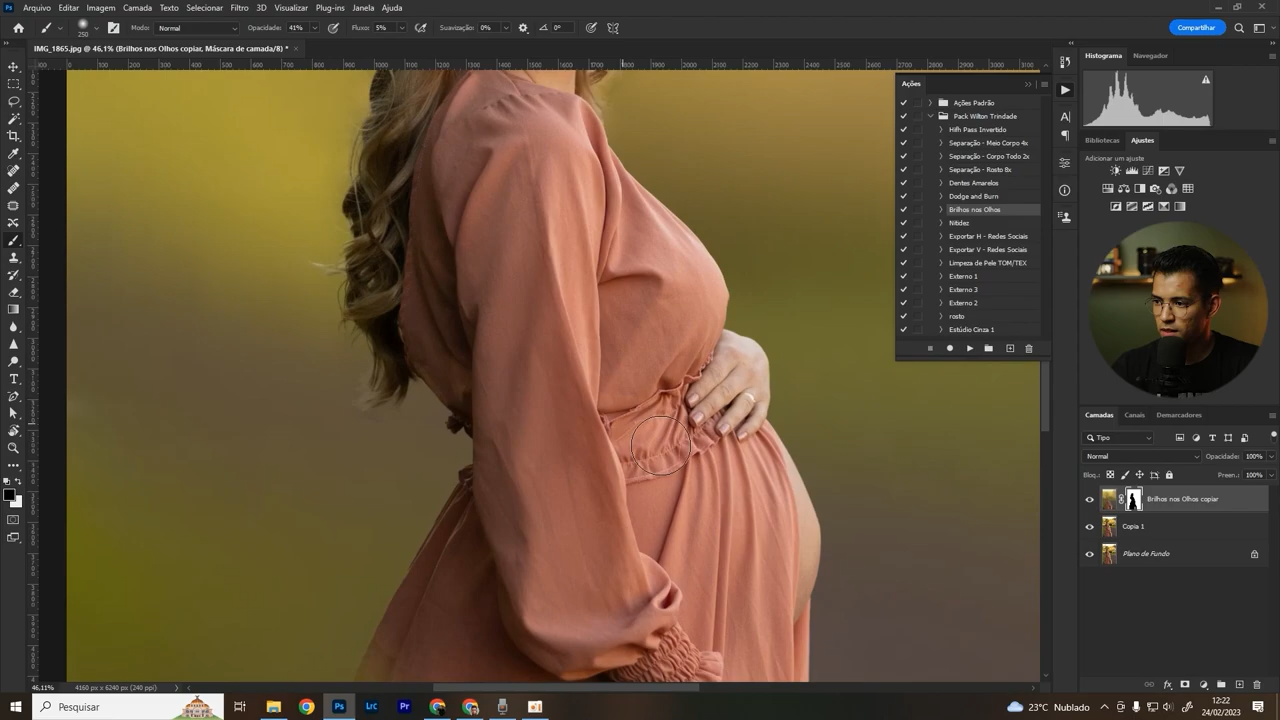 Arquivo Editar Imagem Camada Texto Selecionar Filtro 3D Visualizar Plug-ins Janela Ajuda
250 Modo: Normal Opacidade: 41% Fluxo: 5% Suavização: 0% 0° Compartilhar
IMG_1865.jpg @ 46,1% (Brilhos nos Olhos copiar, Máscara de camada/8) * ×
Histograma Navegador
Ações
Ações Padrão
Pack Wilton Trindade
Hifh Pass Invertido
Separação - Meio Corpo 4x
Separação - Corpo Todo 2x
Separação - Rosto 8x
Dentes Amarelos
Dodge and Burn
Brilhos nos Olhos
Nitidez
Exportar H - Redes Sociais
Exportar V - Redes Sociais
Limpeza de Pele TOM/TEX
Externo 1
Externo 3
Externo 2
rosto
Estúdio Cinza 1
Bibliotecas Ajustes
Adicionar um ajuste
Camadas Canais Demarcadores
Tipo
Normal Opacidade: 100%
Bloq.: Preen.: 100%
Brilhos nos Olhos copiar
Copia 1
Plano de Fundo
46,11% 4160 px x 6240 px (240 ppi)
Pesquisar
Ps Lrc Pr
23°C Nublado
12:22
24/02/2023